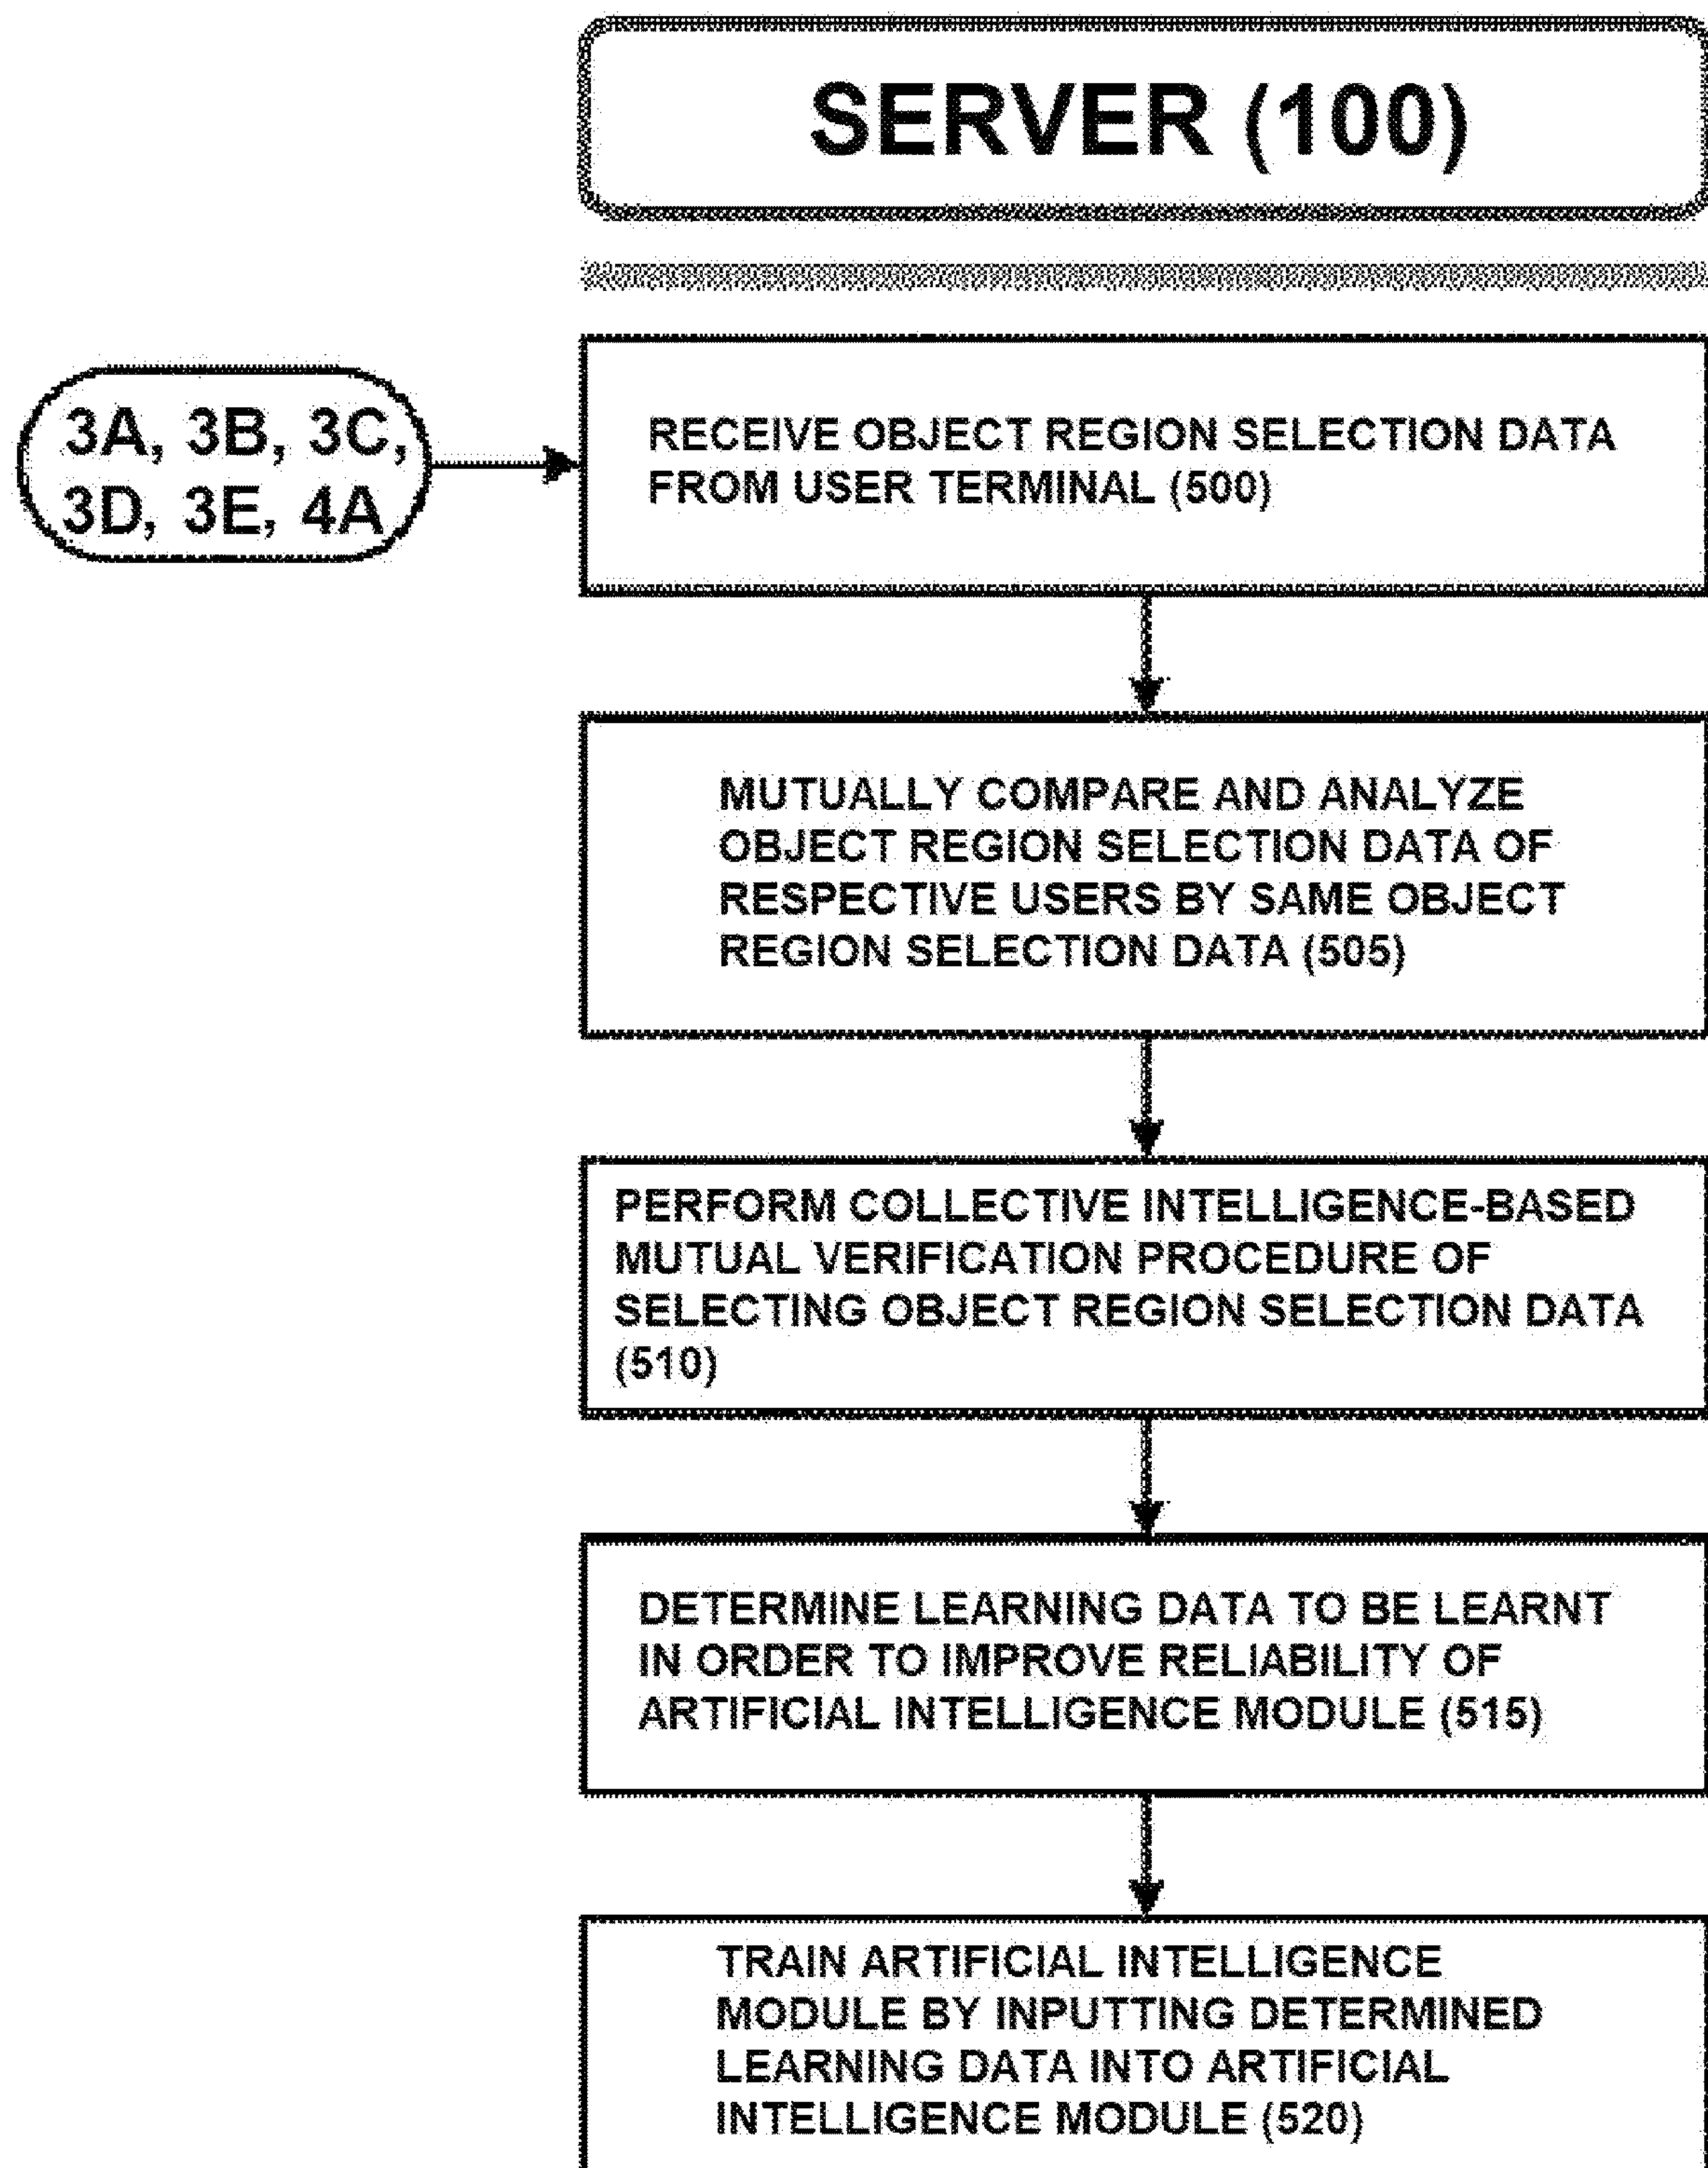 SERVER (100)
3A, 3B, 3C,
3D, 3E, 4A
RECEIVE OBJECT REGION SELECTION DATA
FROM USER TERMINAL (500)
MUTUALLY COMPARE AND ANALYZE
OBJECT REGION SELECTION DATA OF
RESPECTIVE USERS BY SAME OBJECT
REGION SELECTION DATA (505)
PERFORM COLLECTIVE INTELLIGENCE-BASED
MUTUAL VERIFICATION PROCEDURE OF
SELECTING OBJECT REGION SELECTION DATA
(510)
DETERMINE LEARNING DATA TO BE LEARNT
IN ORDER TO IMPROVE RELIABILITY OF
ARTIFICIAL INTELLIGENCE MODULE (515)
TRAIN ARTIFICIAL INTELLIGENCE
MODULE BY INPUTTING DETERMINED
LEARNING DATA INTO ARTIFICIAL
INTELLIGENCE MODULE (520)